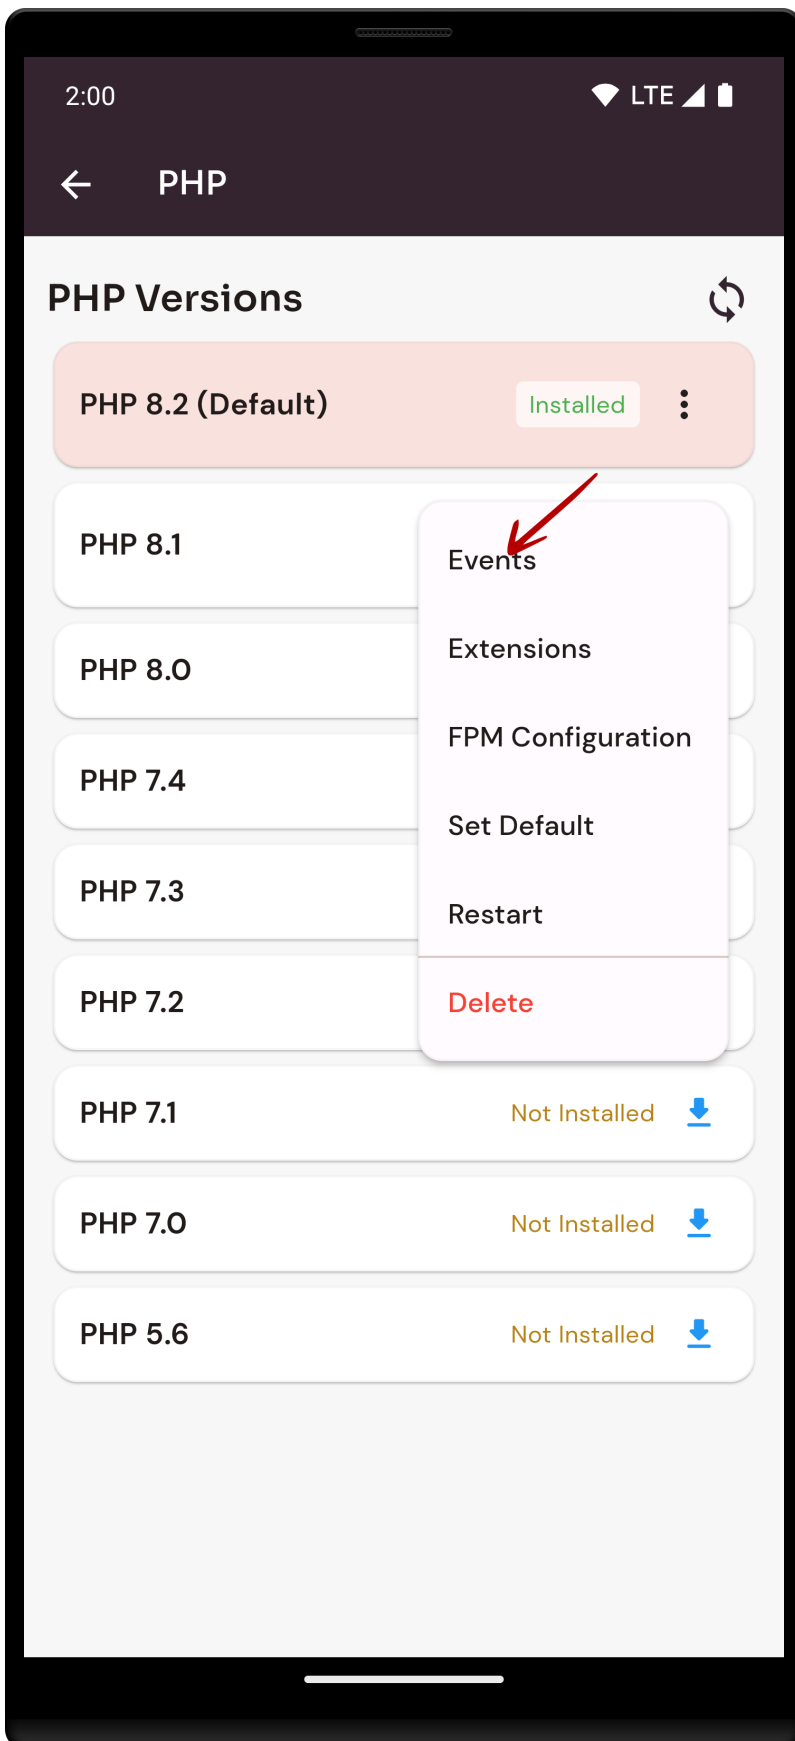 2:00 LTE
PHP
PHP Versions
PHP 8.2 (Default) Installed
PHP 8.1
Events
PHP 8.0
Extensions
FPM Configuration
PHP 7.4
Set Default
PHP 7.3
Restart
PHP 7.2
Delete
PHP 7.1 Not Installed
PHP 7.0 Not Installed
PHP 5.6 Not Installed